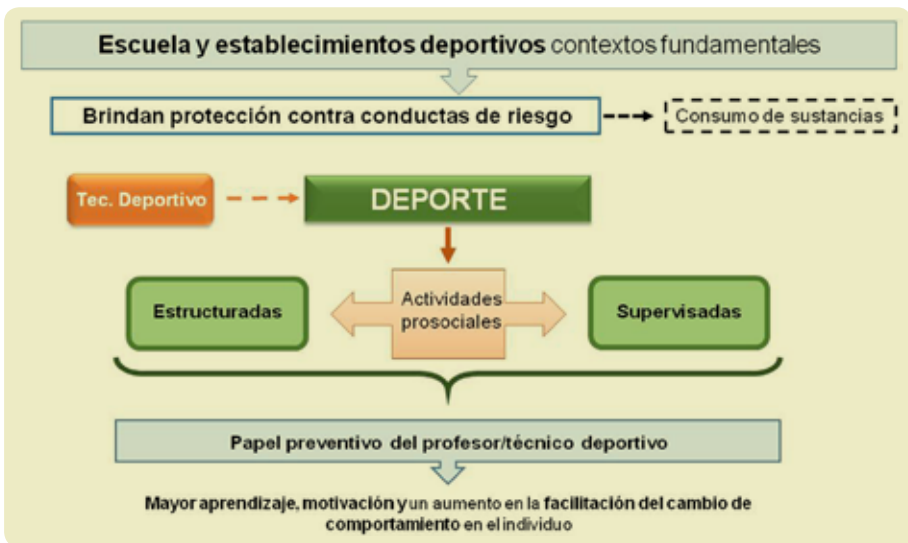 Escuela y establecimientos deportivos contextos fundamentales
Brindan protección contra conductas de riesgo
Consumo de sustancias
Tec. Deportivo
DEPORTE
Estructuradas
Actividades
prosociales
Supervisadas
Papel preventivo del profesor/técnico deportivo
Mayor aprendizaje, motivación y un aumento en la facilitación del cambio de
comportamiento en el individuo